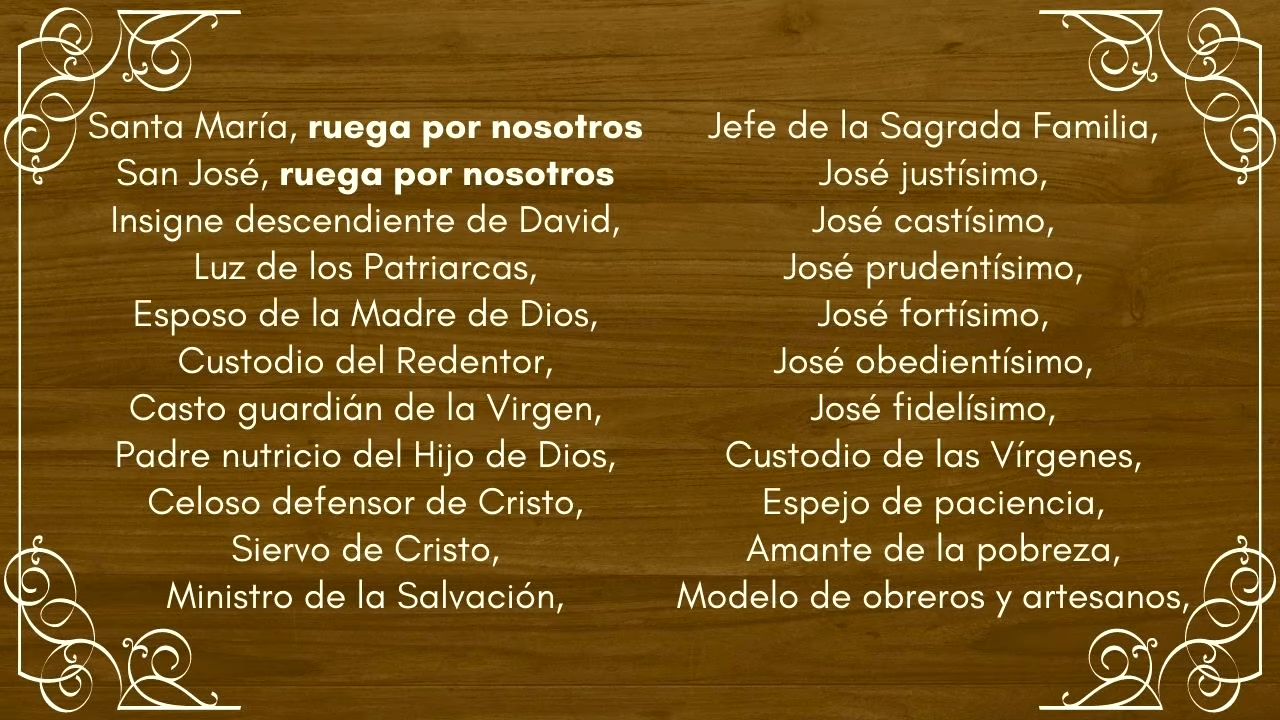 Santa María, ruega por nosotros
San José, ruega por nosotros
Insigne descendiente de David,
Luz de los Patriarcas,
Esposo de la Madre de Dios,
Custodio del Redentor,
Casto guardián de la Virgen,
Padre nutricio del Hijo de Dios,
Celoso defensor de Cristo,
Siervo de Cristo,
Ministro de la Salvación,
Jefe de la Sagrada Familia,
José justísimo,
José castísimo,
José prudentísimo,
José fortísimo,
José obedientísimo,
José fidelísimo,
Custodio de las Vírgenes,
Espejo de paciencia,
Amante de la pobreza,
Modelo de obreros y artesanos,